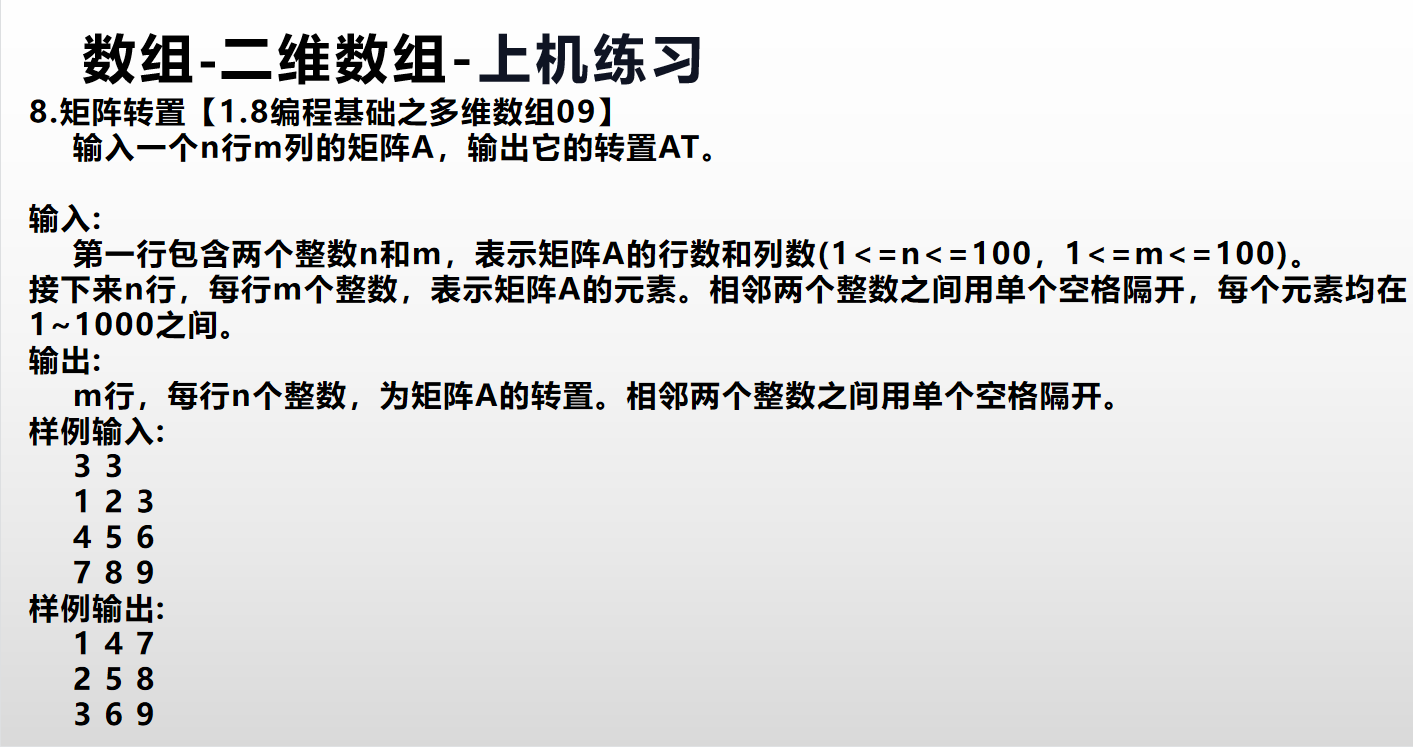 数组-二维数组-上机练习
8.矩阵转置【1.8编程基础之多维数组09】
输入一个n行m列的矩阵A，输出它的转置AT。
输入:
第一行包含两个整数n和m，表示矩阵A的行数和列数(1<=n<=100，1<=m<=100)。
接下来n行，每行m个整数，表示矩阵A的元素。相邻两个整数之间用单个空格隔开，每个元素均在
1~1000之间。
输出:
m行，每行n个整数，为矩阵A的转置。相邻两个整数之间用单个空格隔开。
样例输入:
3 3
1 2 3
4 5 6
7 8 9
样例输出:
1 4 7
2 5 8
3 6 9